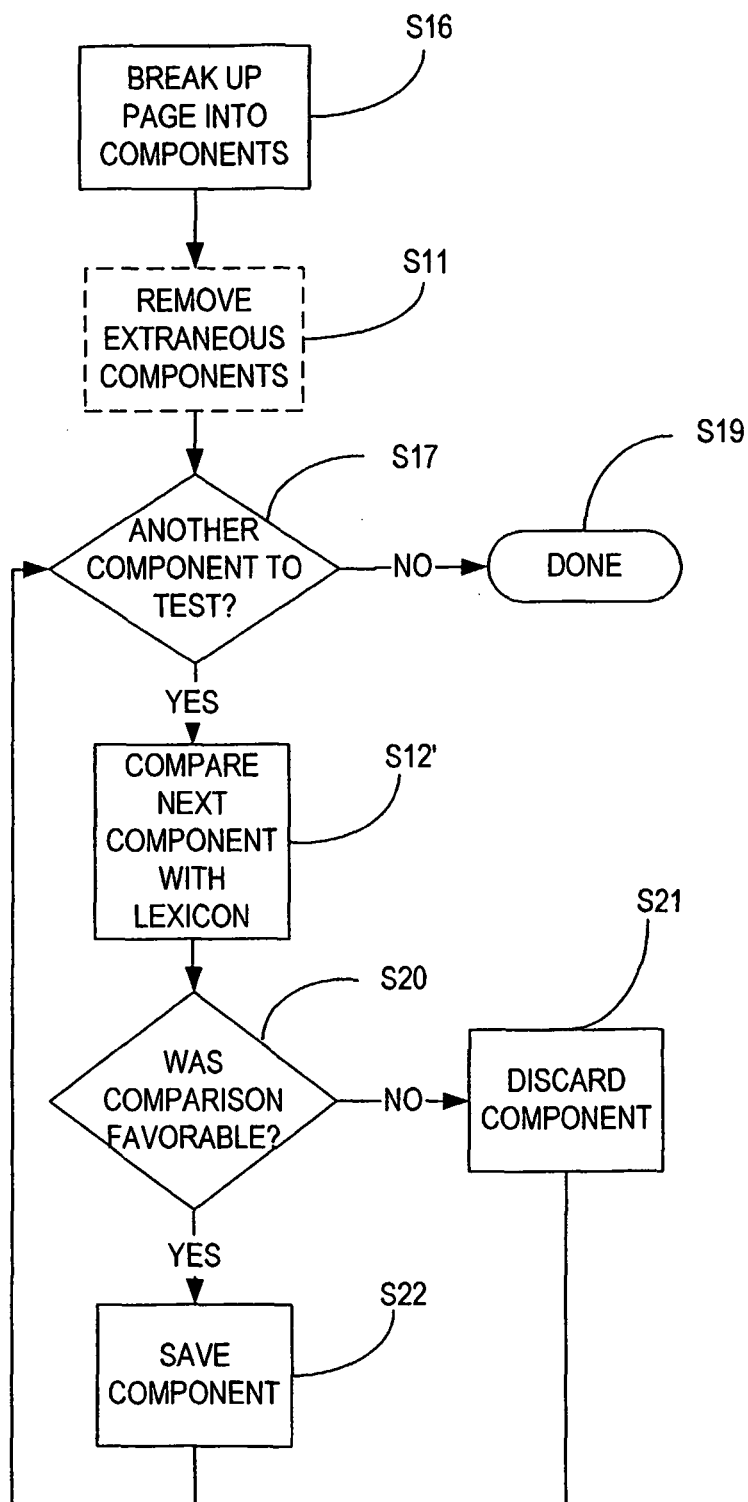 S16
BREAK UP
PAGE INTO
COMPONENTS
S11
REMOVE
EXTRANEOUS
COMPONENTS
S17
S19
ANOTHER
COMPONENT TO
TEST?
NO
DONE
YES
S12'
COMPARE
NEXT
COMPONENT
WITH
LEXICON
S20
S21
WAS
COMPARISON
FAVORABLE?
NO
DISCARD
COMPONENT
YES
S22
SAVE
COMPONENT